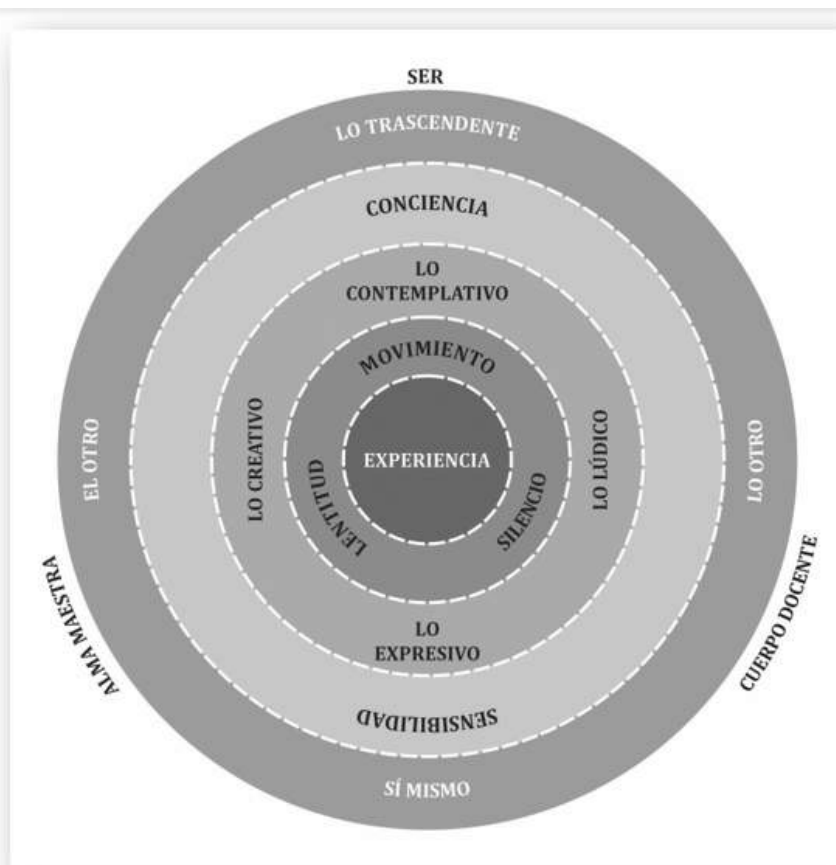 SER
LO TRASCENDENTE
CONCIENCIA
LO
CONTEMPLATIVO
MOVIMIENTO
EL OTRO
LO CREATIVO
LENTITUD
EXPERIENCIA
SILENCIO
LO LÚDICO
LO OTRO
ALMA MAESTRA
CUERPO DOCENTE
LO
EXPRESIVO
SENSIBILIDAD
SÍ MISMO